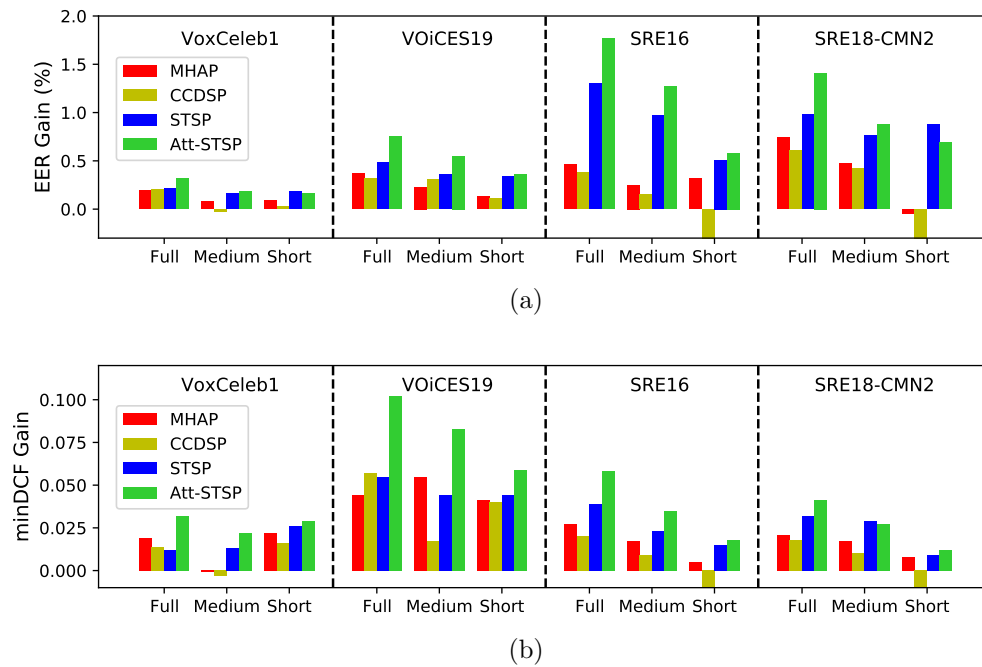 2.0
1.5
1.0
0.5
0.0
EER Gain (%)
VoxCeleb1
VOiCES19
SRE16
SRE18-CMN2
MHAP
CCDSP
STSP
Att-STSP
Full Medium Short Full Medium Short Full Medium Short Full Medium Short
(a)
0.100
0.075
0.050
0.025
0.000
minDCF Gain
VoxCeleb1
VOiCES19
SRE16
SRE18-CMN2
MHAP
CCDSP
STSP
Att-STSP
Full Medium Short Full Medium Short Full Medium Short Full Medium Short
(b)